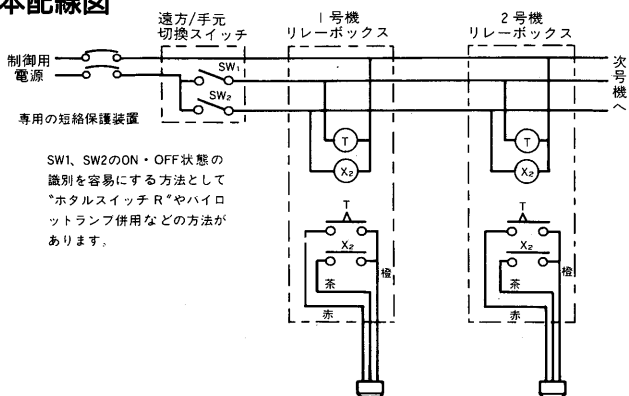 本配線図
遠方/手元
切換スイッチ
1号機
リレーボックス
2号機
リレーボックス
制御用
電源
SW₁
SW₂
次号機へ
専用の短絡保護装置
T
T
X₂
X₂
SW1、SW2のON・OFF状態の
識別を容易にする方法として
“ホタルスイッチR”やパイロ
ットランプ併用などの方法が
あります。
T
T
X₂
X₂
橙
橙
茶
茶
赤
赤